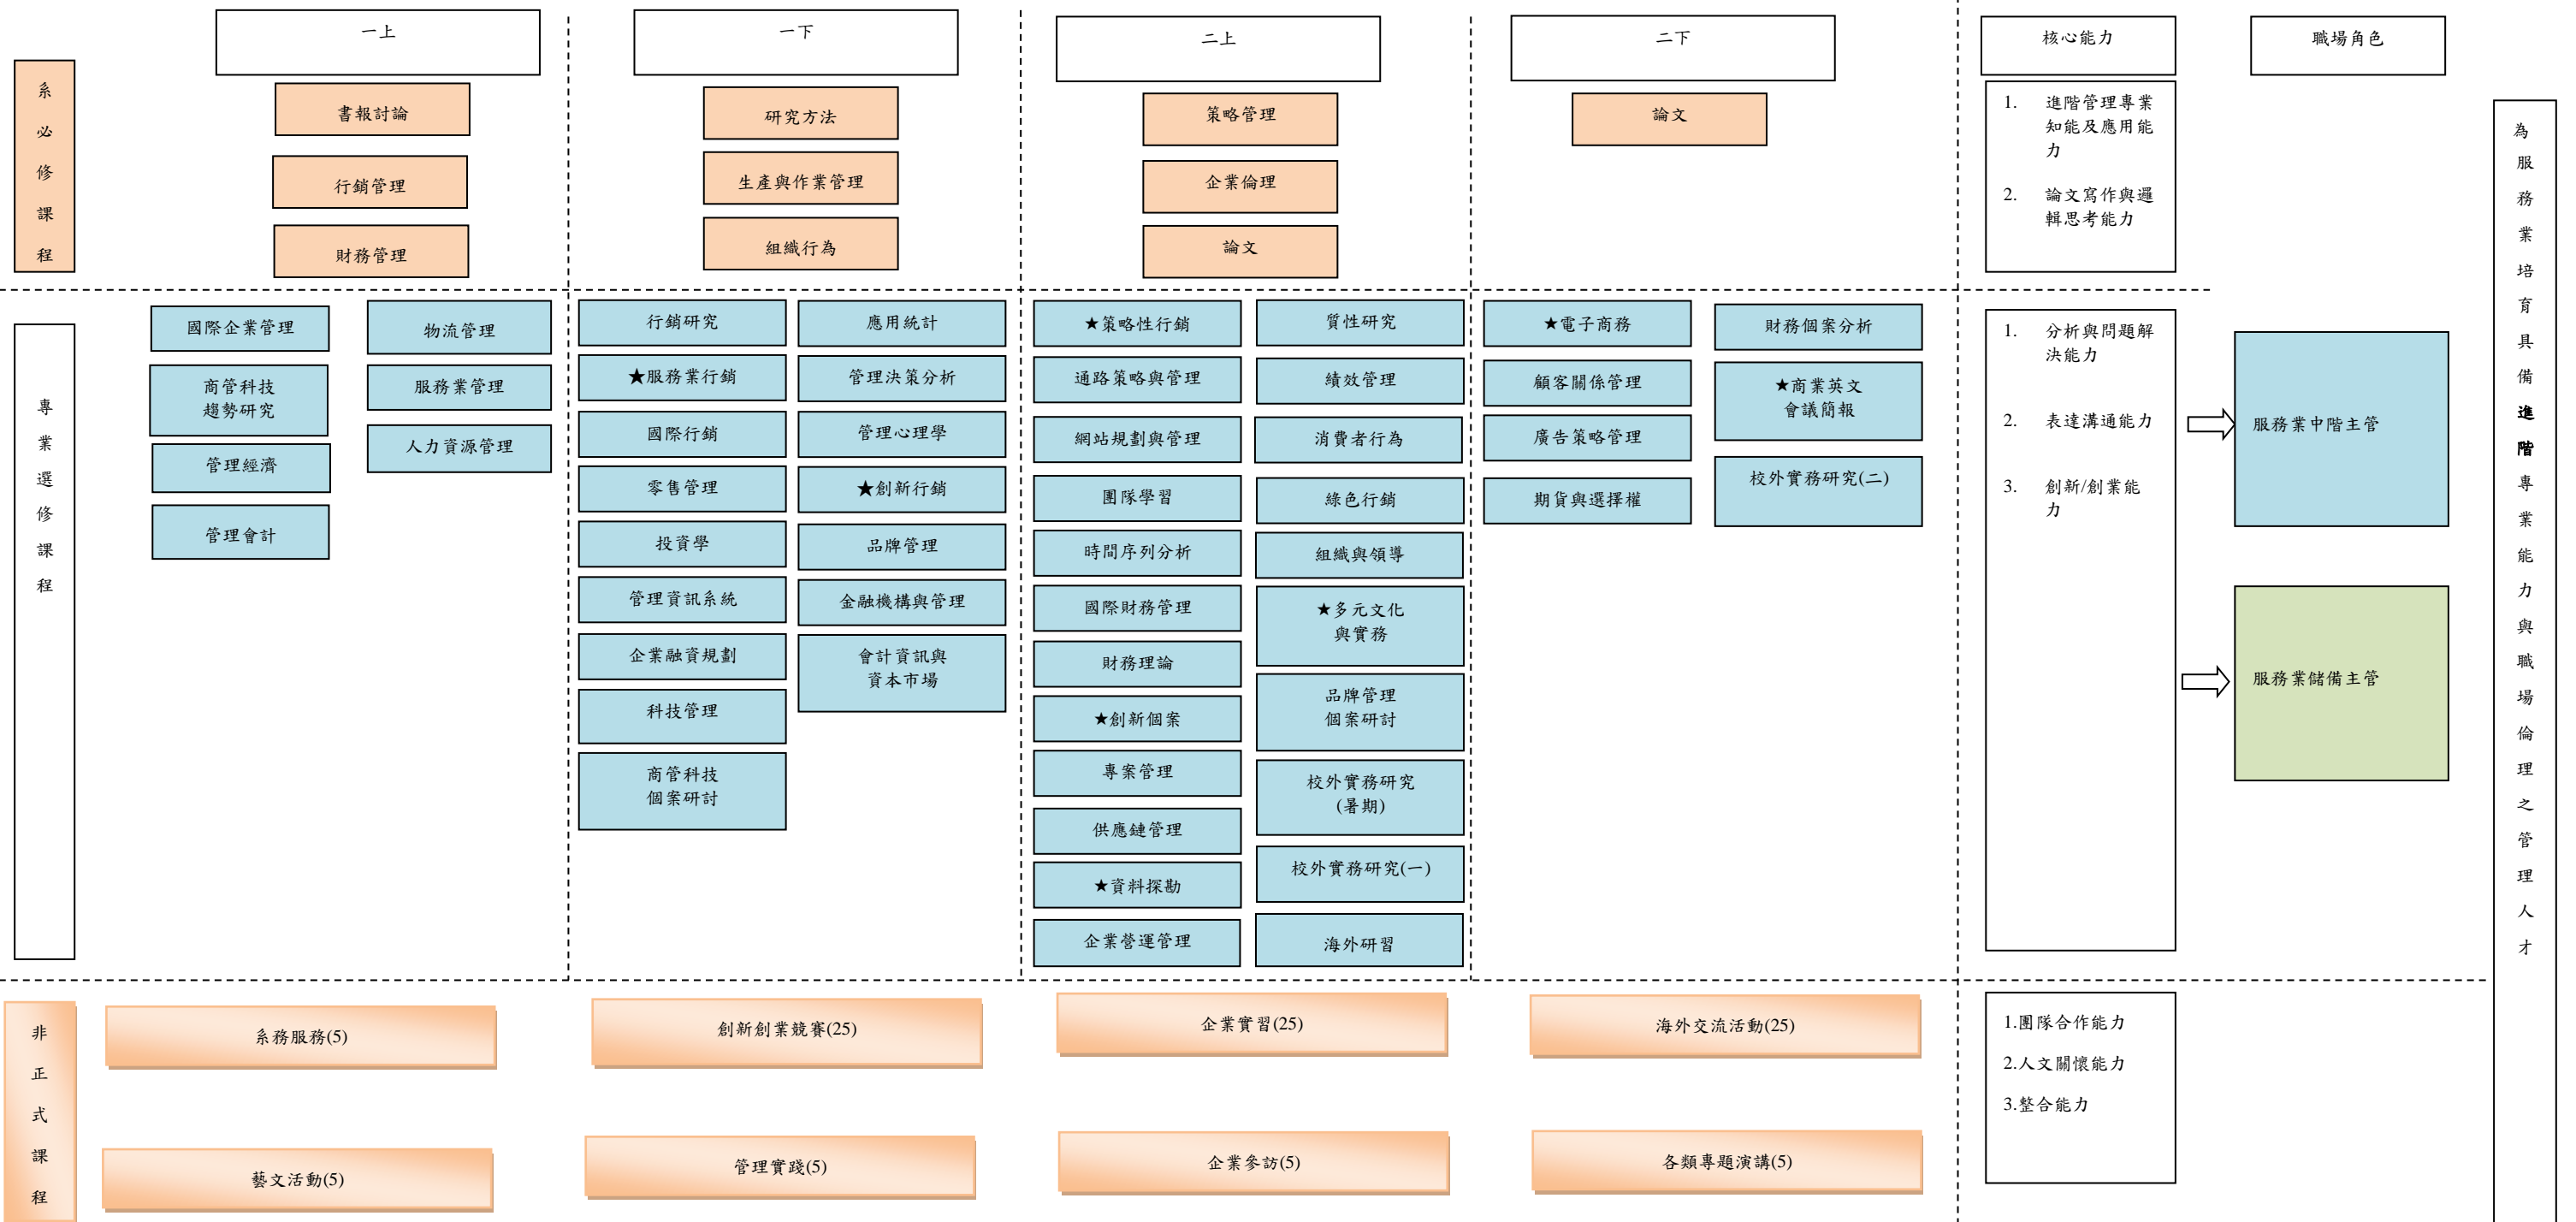 一上
一下
二上
二下
核心能力
職場角色
系必修課程
書報討論
行銷管理
財務管理
研究方法
生產與作業管理
組織行為
策略管理
企業倫理
論文
論文
1. 進階管理專業
知能及應用能
力
2. 論文寫作與邏
輯思考能力
專業選修課程
國際企業管理
商管科技
趨勢研究
管理經濟
管理會計
物流管理
服務業管理
人力資源管理
行銷研究
★服務業行銷
國際行銷
零售管理
投資學
管理資訊系統
企業融資規劃
科技管理
商管科技
個案研討
應用統計
管理決策分析
管理心理學
★創新行銷
品牌管理
金融機構與管理
會計資訊與
資本市場
★策略性行銷
通路策略與管理
網站規劃與管理
團隊學習
時間序列分析
國際財務管理
財務理論
★創新個案
專案管理
供應鏈管理
★資料探勘
企業營運管理
質性研究
績效管理
消費者行為
綠色行銷
組織與領導
★多元文化
與實務
品牌管理
個案研討
校外實務研究
(暑期)
校外實務研究(一)
海外研習
★電子商務
顧客關係管理
廣告策略管理
期貨與選擇權
財務個案分析
★商業英文
會議簡報
校外實務研究(二)
1. 分析與問題解
決能力
2. 表達溝通能力
3. 創新/創業能
力
服務業中階主管
服務業儲備主管
為服務業培育具備進階專業能力與職場倫理之管理人才
非正式課程
系務服務(5)
創新創業競賽(25)
企業實習(25)
海外交流活動(25)
藝文活動(5)
管理實踐(5)
企業參訪(5)
各類專題演講(5)
1.團隊合作能力
2.人文關懷能力
3.整合能力